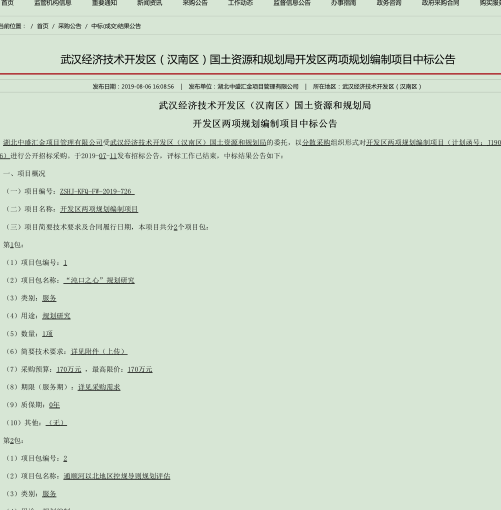 首页 监管机构信息 重要通知 新闻资讯 采购公告 工作动态 监督信息公告 办事指南 政务咨询 政府采购合同 购买服
当前位置： / 首页 / 采购公告 / 中标(成交)结果公告
武汉经济技术开发区（汉南区）国土资源和规划局开发区两项规划编制项目中标公告
发布日期：2019-08-06 16:08:56 | 发布单位：湖北中盛汇金项目管理有限公司 | 所在地区：武汉经济技术开发区（汉南区）
武汉经济技术开发区（汉南区）国土资源和规划局
开发区两项规划编制项目中标公告
湖北中盛汇金项目管理有限公司受武汉经济技术开发区（汉南区）国土资源和规划局的委托，以分散采购组织形式对开发区两项规划编制项目（计划函号：J190
6）进行公开招标采购，于2019-07-11发布招标公告，评标工作已结束，中标结果公告如下：
一、项目概况
（一）项目编号：ZSHJ-KFQ-FW-2019-726
（二）项目名称：开发区两项规划编制项目
（三）项目简要技术要求及合同履行日期，本项目共分2个项目包：
第1包：
（1）项目包编号：1
（2）项目包名称：“沌口之心”规划研究
（3）类别：服务
（4）用途：规划研究
（5）数量：1项
（6）简要技术要求：详见附件（上传）
（7）采购预算：170万元 ，最高限价：170万元
（8）期限（服务期）：详见采购需求
（9）质保期：0年
（10）其他：（无）
第2包：
（1）项目包编号：2
（2）项目包名称：通顺河以北地区控规导则规划评估
（3）类别：服务